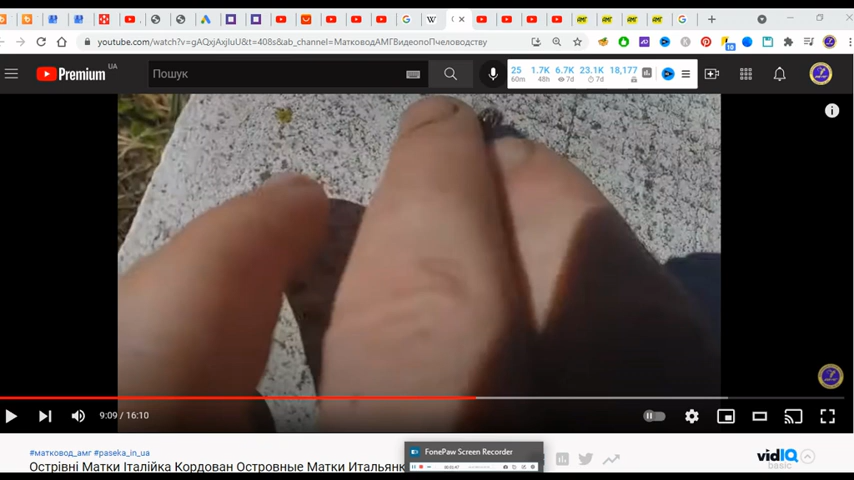 youtube.com/watch?v=gAQxjAxjluU&t=408s&ab_channel=МатководАМГВидеопоПчеловодству
Premium UA
Пошук
25 1.7K 6.7K 23.1K 18,177
60m 48h 7d 7d
9:09 / 16:10
FonePaw Screen Recorder
#матковод_амг #paseka_in_ua
vidIQ
basic
Острівні Матки Італійка Кордован Островные Матки Итальянк